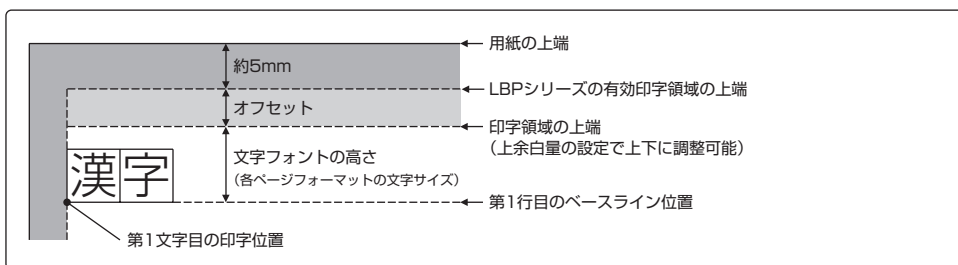 用紙の上端
約5mm
LBPシリーズの有効印字領域の上端
オフセット
印字領域の上端
(上余白量の設定で上下に調整可能)
文字フォントの高さ
(各ページフォーマットの文字サイズ)
漢字
第1行目のベースライン位置
第1文字目の印字位置